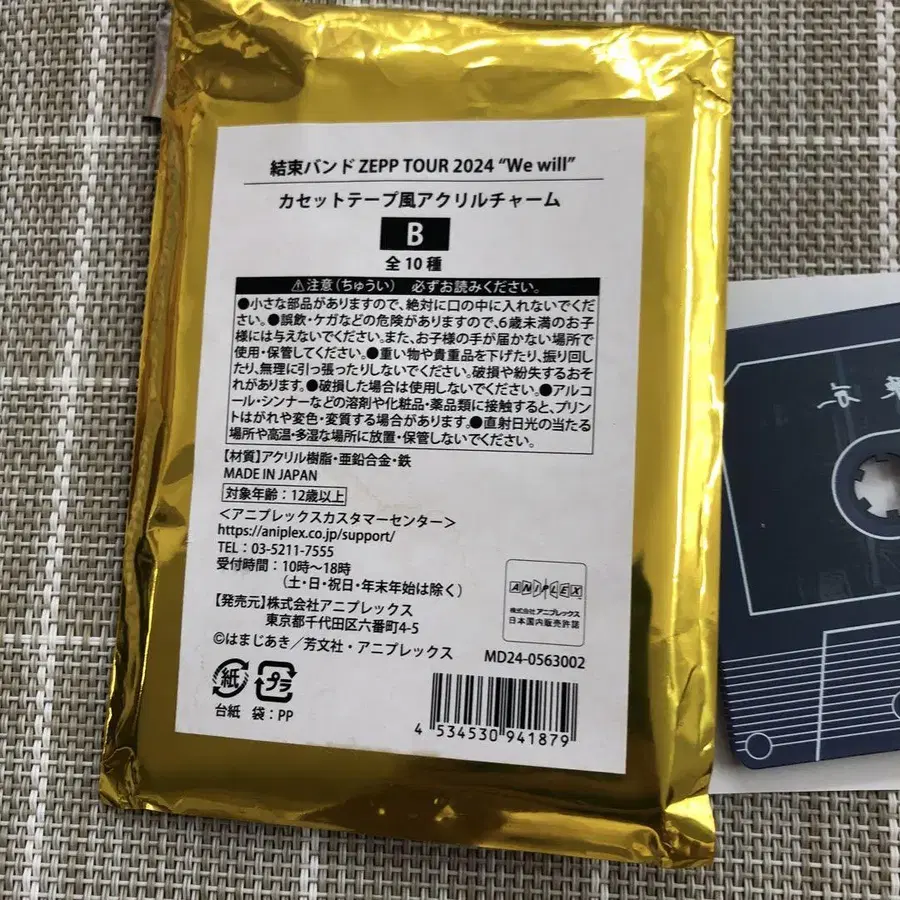 結束バンド ZEPP TOUR 2024 “We will”
カセットテープ風アクリルチャーム
B
全10種
⚠注意(ちゅうい) 必ずお読みください。
●小さな部品がありますので、絶対に口の中に入れないでくだ
さい。●誤飲・ケガなどの危険がありますので、6歳未満のお子
様には与えないでください。また、お子様の手が届かない場所で
使用・保管してください。●重い物や貴重品を下げたり、振り回し
たり、無理に引っ張ったりしないでください。破損や紛失するおそ
れがあります。●破損した場合は使用しないでください。●アルコ
ール・シンナーなどの溶剤や化粧品・薬品類に接触すると、プリン
トはがれや変色・変質する場合があります。●直射日光の当たる
場所や高温・多湿な場所に放置・保管しないでください。
【材質】アクリル樹脂・亜鉛合金・鉄
MADE IN JAPAN
対象年齢:12歳以上
<アニプレックスカスタマーセンター>
https://aniplex.co.jp/support/
TEL:03-5211-7555
受付時間:10時~18時
(土・日・祝日・年末年始は除く)
【発売元】株式会社アニプレックス
東京都千代田区六番町4-5
©はまじあき/芳文社・アニプレックス
ANIPLEX
株式会社アニプレックス
日本国内販売許諾
MD24-0563002
紙 プラ
台紙 袋:PP
4 534530 941879